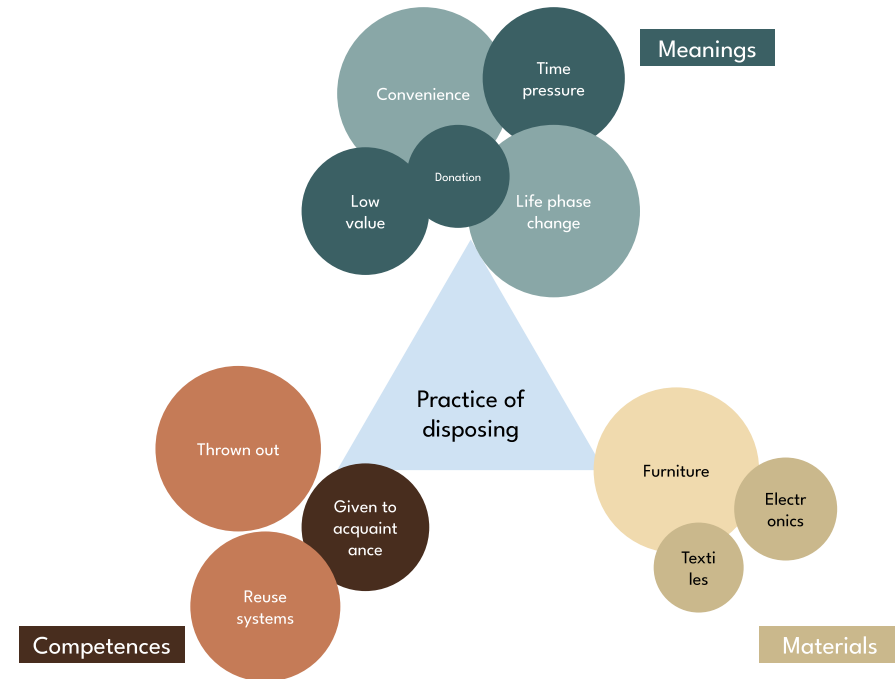 Meanings
Convenience
Time
pressure
Donation
Low
value
Life phase
change
Practice of
disposing
Thrown out
Given to
acquaint
ance
Reuse
systems
Competences
Furniture
Electr
onics
Texti
les
Materials